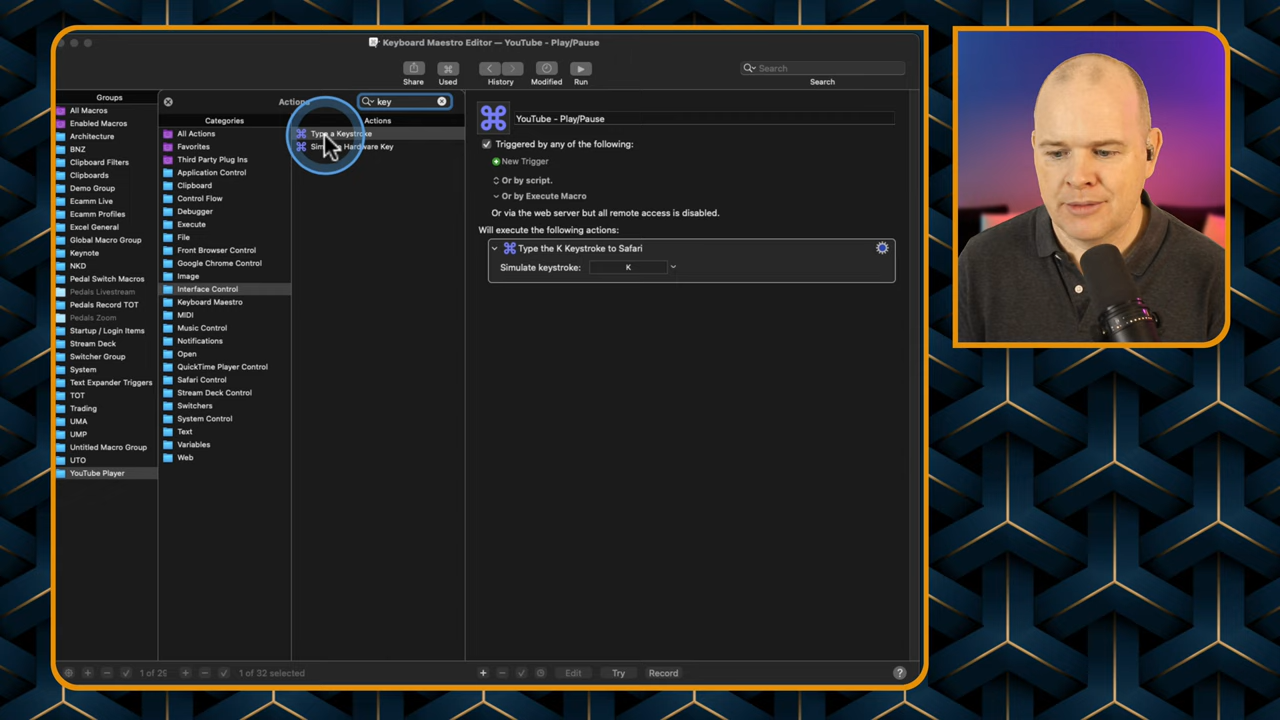 Keyboard Maestro Editor — YouTube - Play/Pause
Share
Used
History
Modified
Run
Search
Search
Groups
All Macros
Enabled Macros
Architecture
BNZ
Clipboard Filters
Clipboards
Demo Group
Ecamm Live
Ecamm Profiles
Excel General
Global Macro Group
Keynote
NKD
Pedal Switch Macros
Pedals Livestream
Pedals Record TOT
Pedals Zoom
Startup / Login Items
Stream Deck
Switcher Group
System
Text Expander Triggers
TOT
Trading
UMA
UMP
Untitled Macro Group
UTO
YouTube Player
Actions
key
Categories
All Actions
Favorites
Third Party Plug Ins
Application Control
Clipboard
Control Flow
Debugger
Execute
File
Front Browser Control
Google Chrome Control
Image
Interface Control
Keyboard Maestro
MIDI
Music Control
Notifications
Open
QuickTime Player Control
Safari Control
Stream Deck Control
Switchers
System Control
Text
Variables
Web
Actions
Type a Keystroke
Hardware Key
YouTube - Play/Pause
Triggered by any of the following:
New Trigger
Or by script.
Or by Execute Macro
Or via the web server but all remote access is disabled.
Will execute the following actions:
Type the K Keystroke to Safari
Simulate keystroke: K
1 of 32 selected
Edit
Try
Record
?